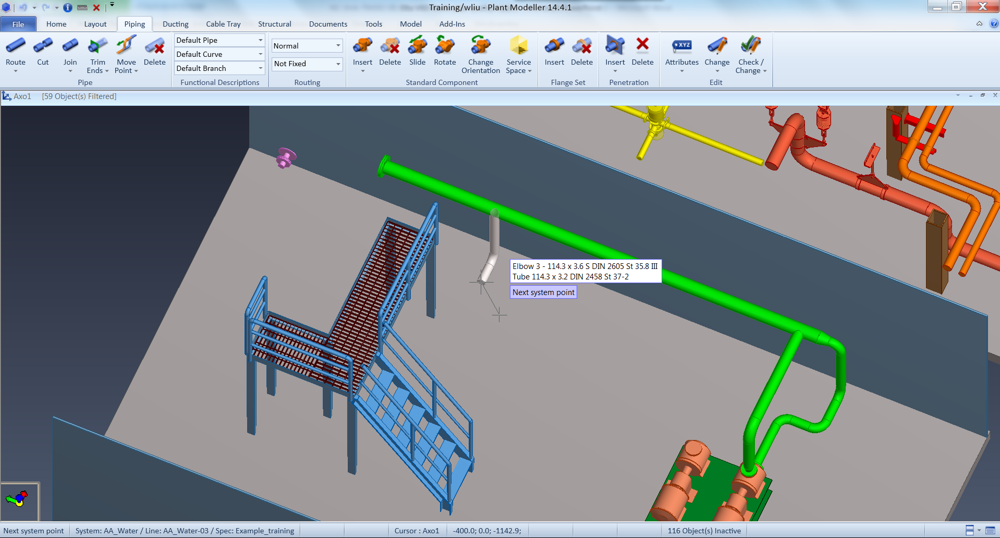 Training/wliu - Plant Modeller 14.4.1
File Home Layout Piping Ducting Cable Tray Structural Documents Tools Model Add-Ins
Route Cut Join Trim Ends Move Point Delete
Pipe
Default Pipe
Default Curve
Default Branch
Functional Descriptions
Normal
Not Fixed
Routing
Insert Delete Slide Rotate Change Orientation Service Space
Standard Component
Insert Delete
Flange Set
Insert Delete
Penetration
XYZ
Attributes Change Check / Change
Edit
Axo1 [59 Object(s) Filtered]
Elbow 3 - 114.3 x 3.6 S DIN 2605 St 35.8 III
Tube 114.3 x 3.2 DIN 2458 St 37-2
Next system point
Next system point System: AA_Water / Line: AA_Water-03 / Spec: Example_training Cursor : Axo1 -400.0; 0.0; -1142.9; 116 Object(s) Inactive